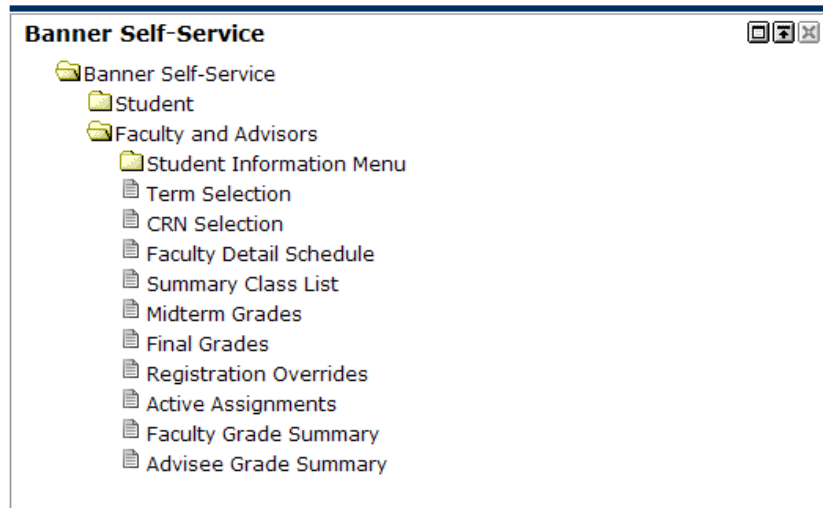 Banner Self-Service
Banner Self-Service
Student
Faculty and Advisors
Student Information Menu
Term Selection
CRN Selection
Faculty Detail Schedule
Summary Class List
Midterm Grades
Final Grades
Registration Overrides
Active Assignments
Faculty Grade Summary
Advisee Grade Summary